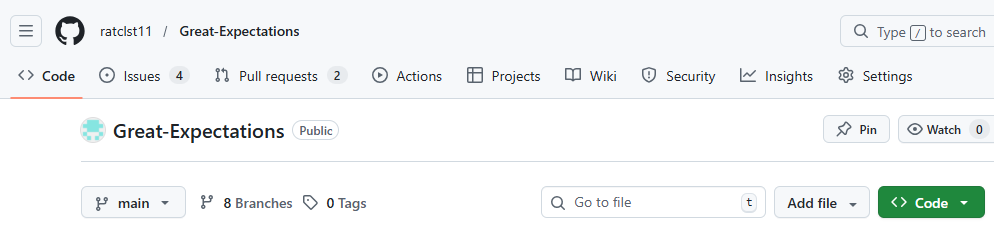 ratclst11 / Great-Expectations Type / to search
Code Issues 4 Pull requests 2 Actions Projects Wiki Security Insights Settings
Great-Expectations Public Pin Watch 0
main 8 Branches 0 Tags Go to file t Add file Code